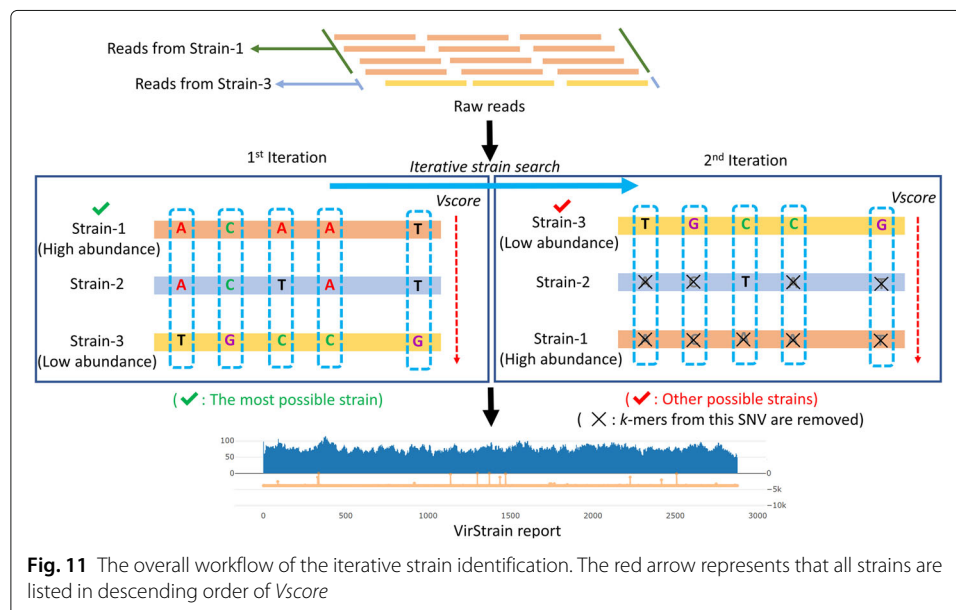 Reads from Strain-1
Reads from Strain-3
Raw reads
1st Iteration
Iterative strain search
2nd Iteration
Vscore
Strain-1
(High abundance)
A C A A T
Strain-2
A C T A T
Strain-3
(Low abundance)
T G C C G
(✔ : The most possible strain)
Vscore
Strain-3
(Low abundance)
T G C C G
Strain-2
T
Strain-1
(High abundance)
(✔ : Other possible strains)
( ✕ : k-mers from this SNV are removed)
100
50
0
0
−5k
−10k
0 500 1000 1500 2000 2500 3000
VirStrain report
Fig. 11 The overall workflow of the iterative strain identification. The red arrow represents that all strains are
listed in descending order of Vscore